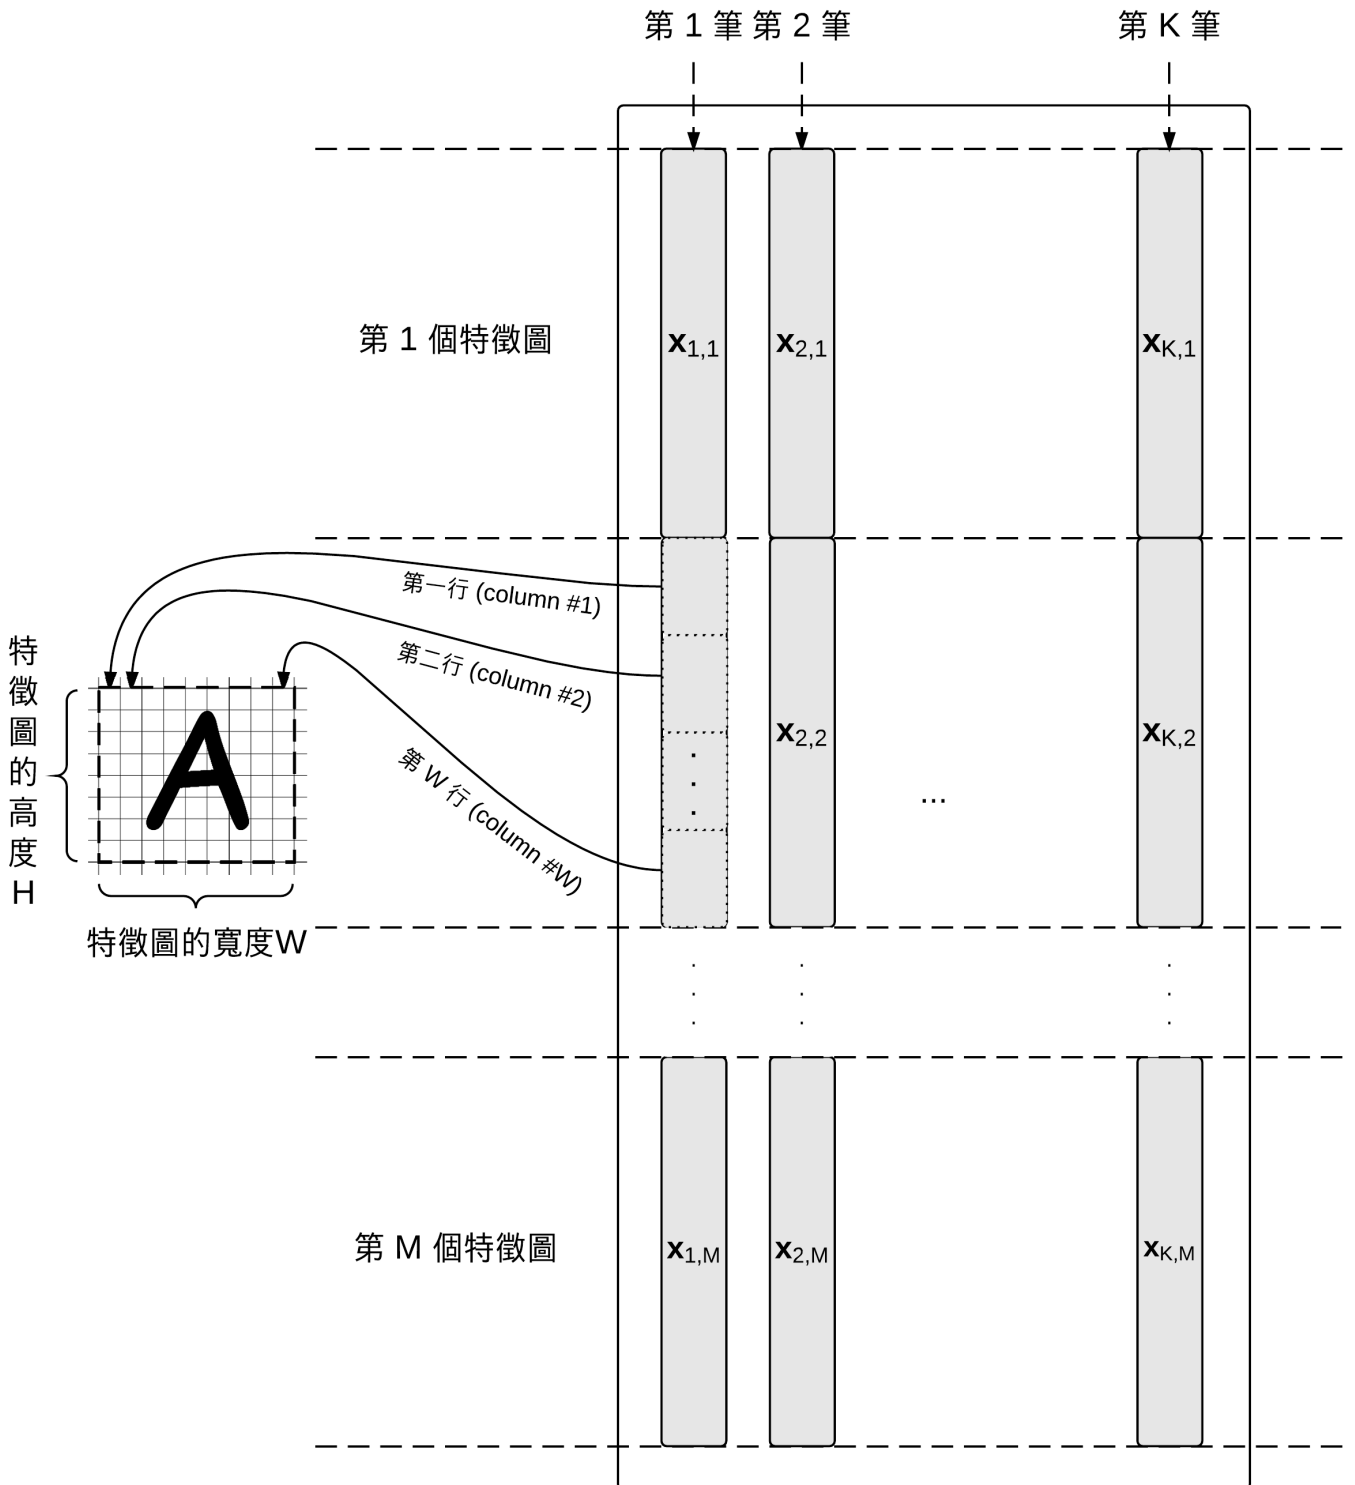 第 1 筆 第 2 筆 第 K 筆
第 1 個特徵圖 x1,1 x2,1 xK,1
第一行 (column #1)
第二行 (column #2)
第 W 行 (column #W)
x2,2 xK,2
...
A
特徵圖的高度H
特徵圖的寬度W
第 M 個特徵圖 x1,M x2,M xK,M